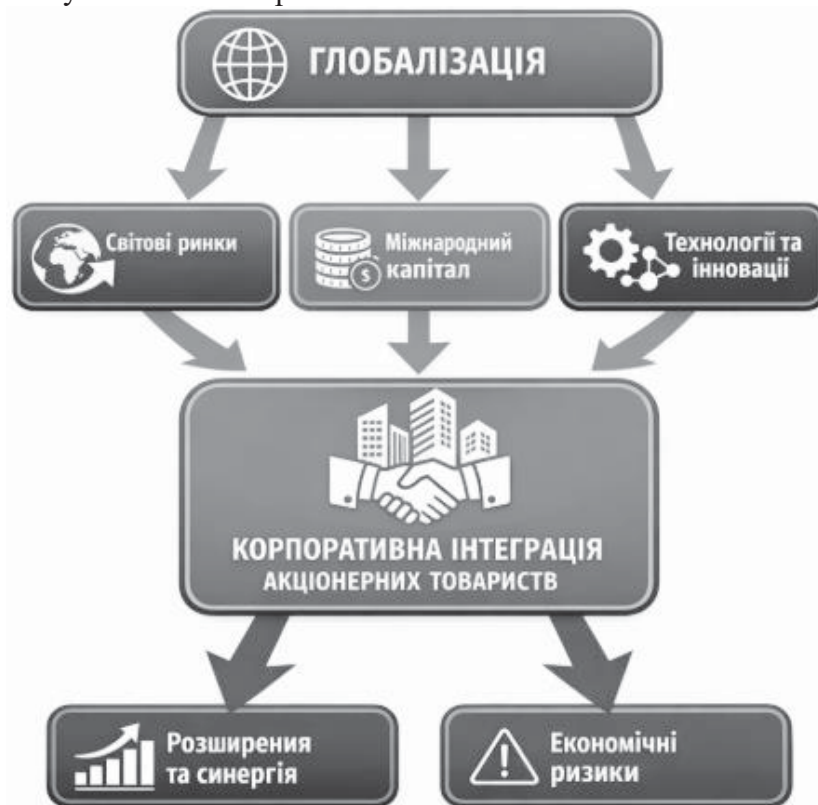 ГЛОБАЛІЗАЦІЯ
Світові ринки
Міжнародний
капітал
$
Технології та
інновації
КОРПОРАТИВНА ІНТЕГРАЦІЯ
АКЦІОНЕРНИХ ТОВАРИСТВ
Розширения
та синергія
Економічні
ризики